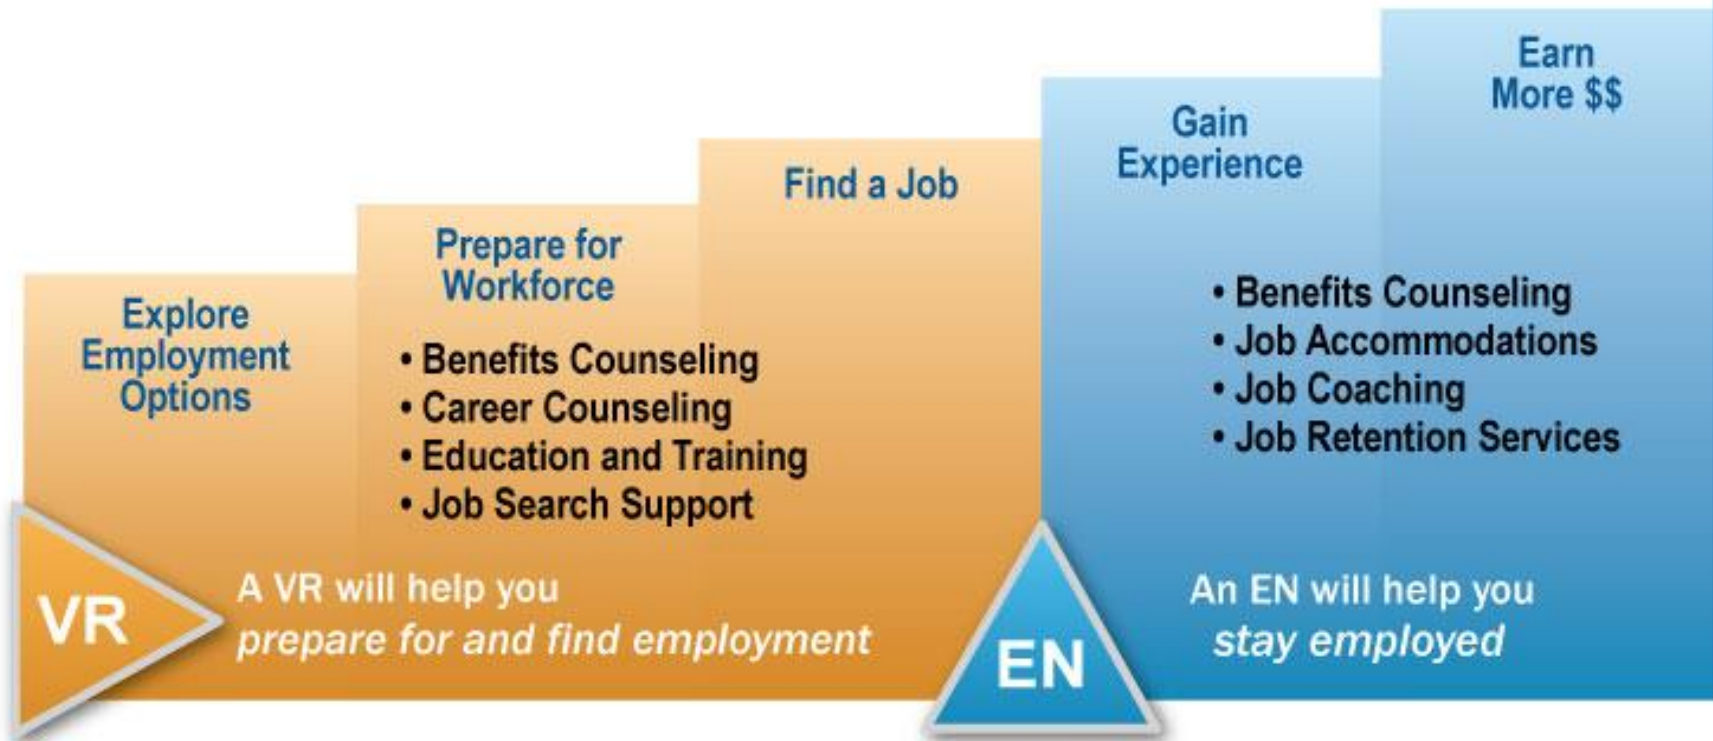 Explore
Employment
Options
Prepare for
Workforce
Find a Job
• Benefits Counseling
• Career Counseling
• Education and Training
• Job Search Support
VR
A VR will help you
prepare for and find employment
Gain
Experience
Earn
More $$
• Benefits Counseling
• Job Accommodations
• Job Coaching
• Job Retention Services
EN
An EN will help you
stay employed